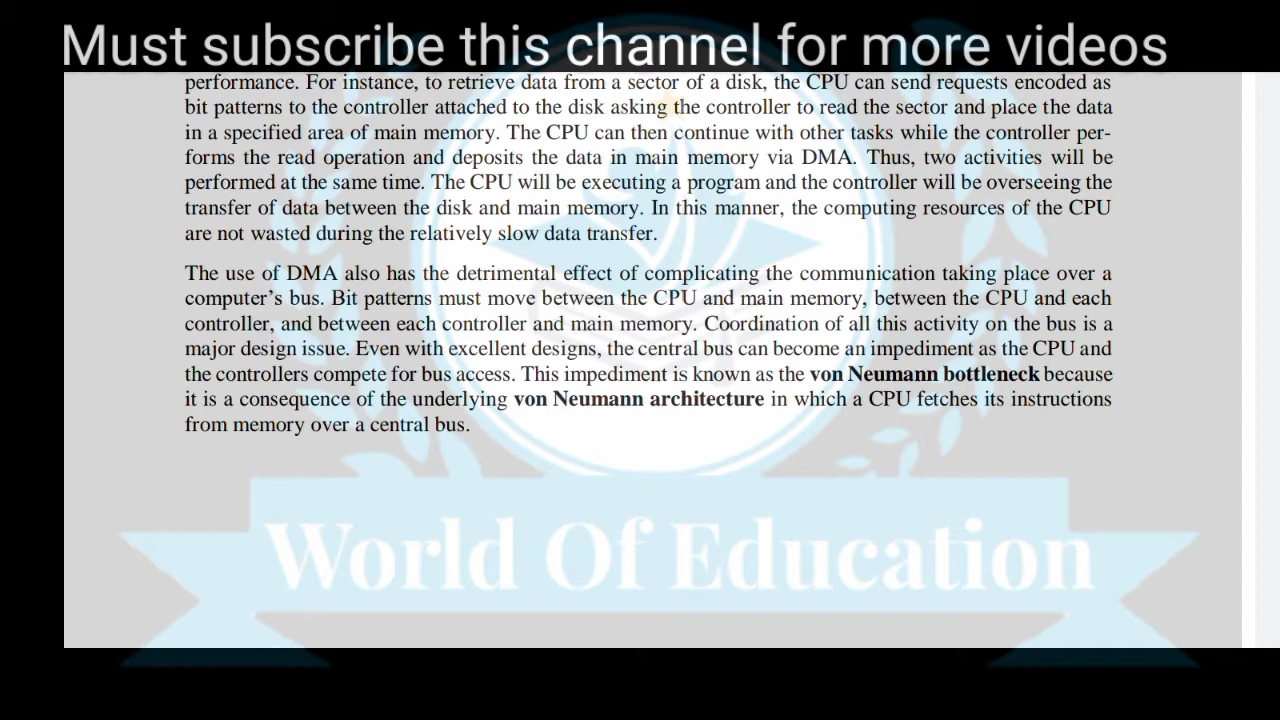 Must subscribe this channel for more videos
performance. For instance, to retrieve data from a sector of a disk, the CPU can send requests encoded as
bit patterns to the controller attached to the disk asking the controller to read the sector and place the data
in a specified area of main memory. The CPU can then continue with other tasks while the controller per-
forms the read operation and deposits the data in main memory via DMA. Thus, two activities will be
performed at the same time. The CPU will be executing a program and the controller will be overseeing the
transfer of data between the disk and main memory. In this manner, the computing resources of the CPU
are not wasted during the relatively slow data transfer.
The use of DMA also has the detrimental effect of complicating the communication taking place over a
computer’s bus. Bit patterns must move between the CPU and main memory, between the CPU and each
controller, and between each controller and main memory. Coordination of all this activity on the bus is a
major design issue. Even with excellent designs, the central bus can become an impediment as the CPU and
the controllers compete for bus access. This impediment is known as the von Neumann bottleneck because
it is a consequence of the underlying von Neumann architecture in which a CPU fetches its instructions
from memory over a central bus.
World Of Education